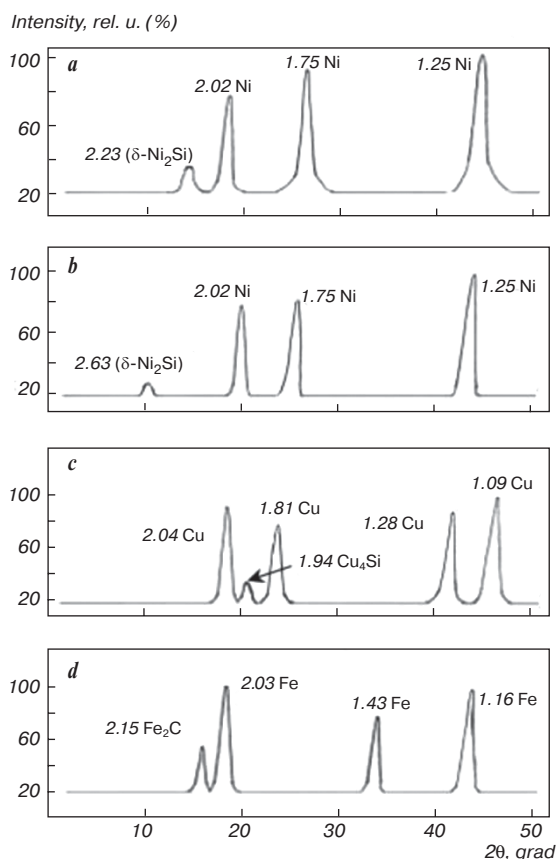 Intensity, rel. u. (%)
a
100
60
20
2.23 (δ-Ni₂Si)
2.02 Ni
1.75 Ni
1.25 Ni
b
100
60
20
2.63 (δ-Ni₂Si)
2.02 Ni
1.75 Ni
1.25 Ni
c
100
60
20
2.04 Cu
1.81 Cu
1.94 Cu₄Si
1.28 Cu
1.09 Cu
d
100
60
20
2.15 Fe₂C
2.03 Fe
1.43 Fe
1.16 Fe
10 20 30 40 50
2θ, grad